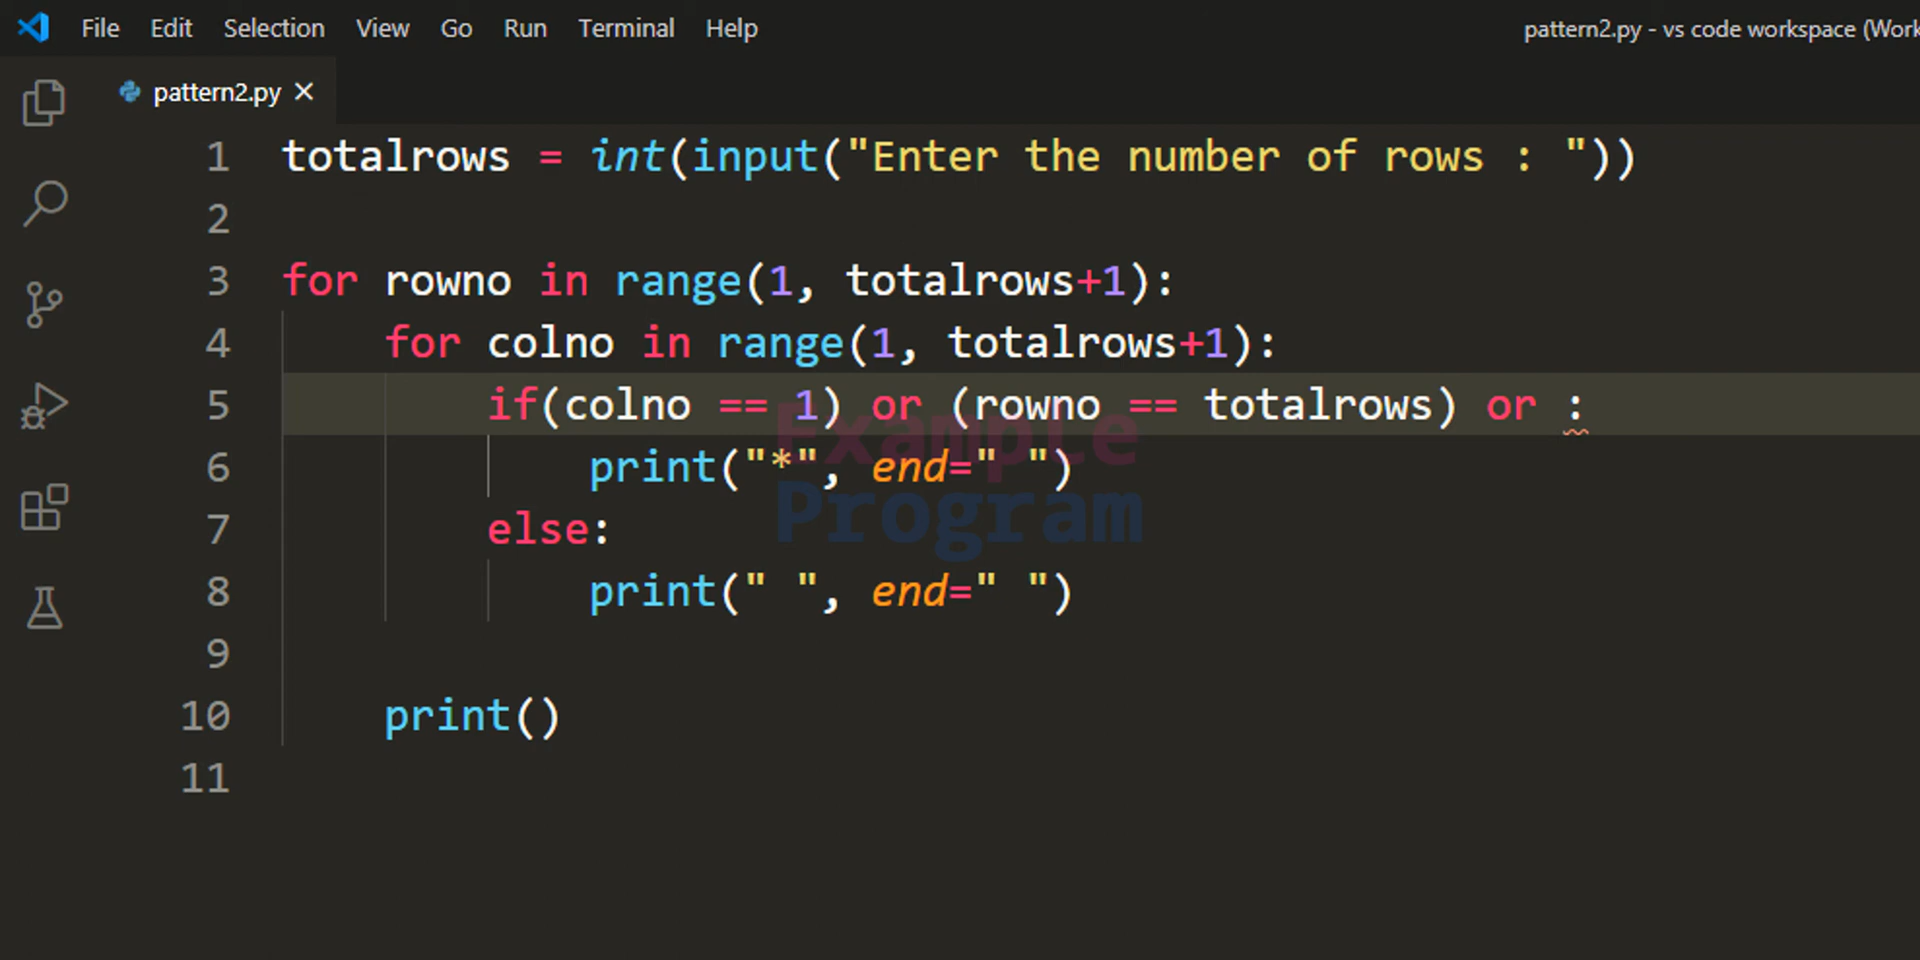 File Edit Selection View Go Run Terminal Help pattern2.py - vs code workspace (Work
pattern2.py ×
1 totalrows = int(input("Enter the number of rows : "))
2
3 for rowno in range(1, totalrows+1):
4     for colno in range(1, totalrows+1):
5         if(colno == 1) or (rowno == totalrows) or :
6             print("*", end=" ")
7         else:
8             print(" ", end=" ")
9
10     print()
11
Example
Program